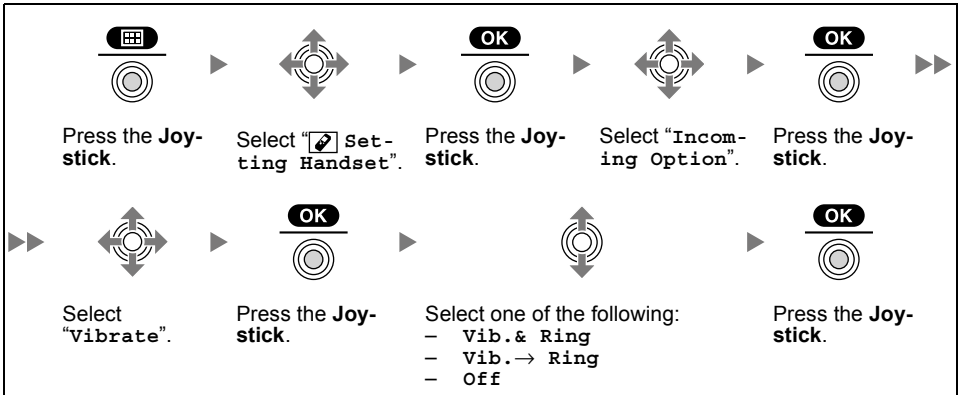 OK OK
Press the Joy-
stick.
Select “ Set-
ting Handset”.
Press the Joy-
stick.
Select “Incom-
ing Option”.
Press the Joy-
stick.
OK OK
Select
“Vibrate”.
Press the Joy-
stick.
Select one of the following:
– Vib.& Ring
– Vib.→ Ring
– Off
Press the Joy-
stick.